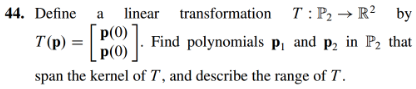 44. Define a linear transformation T : ℙ₂ → ℝ² by
T(p) = [p(0) p(0)]. Find polynomials p₁ and p₂ in ℙ₂ that
span the kernel of T, and describe the range of T.